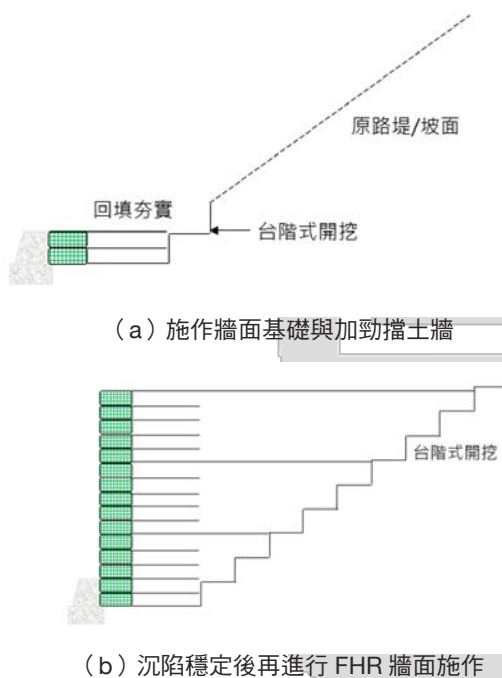 原路堤/坡面
回填夯實
台階式開挖
（a）施作牆面基礎與加勁擋土牆
台階式開挖
（b）沉陷穩定後再進行 FHR 牆面施作